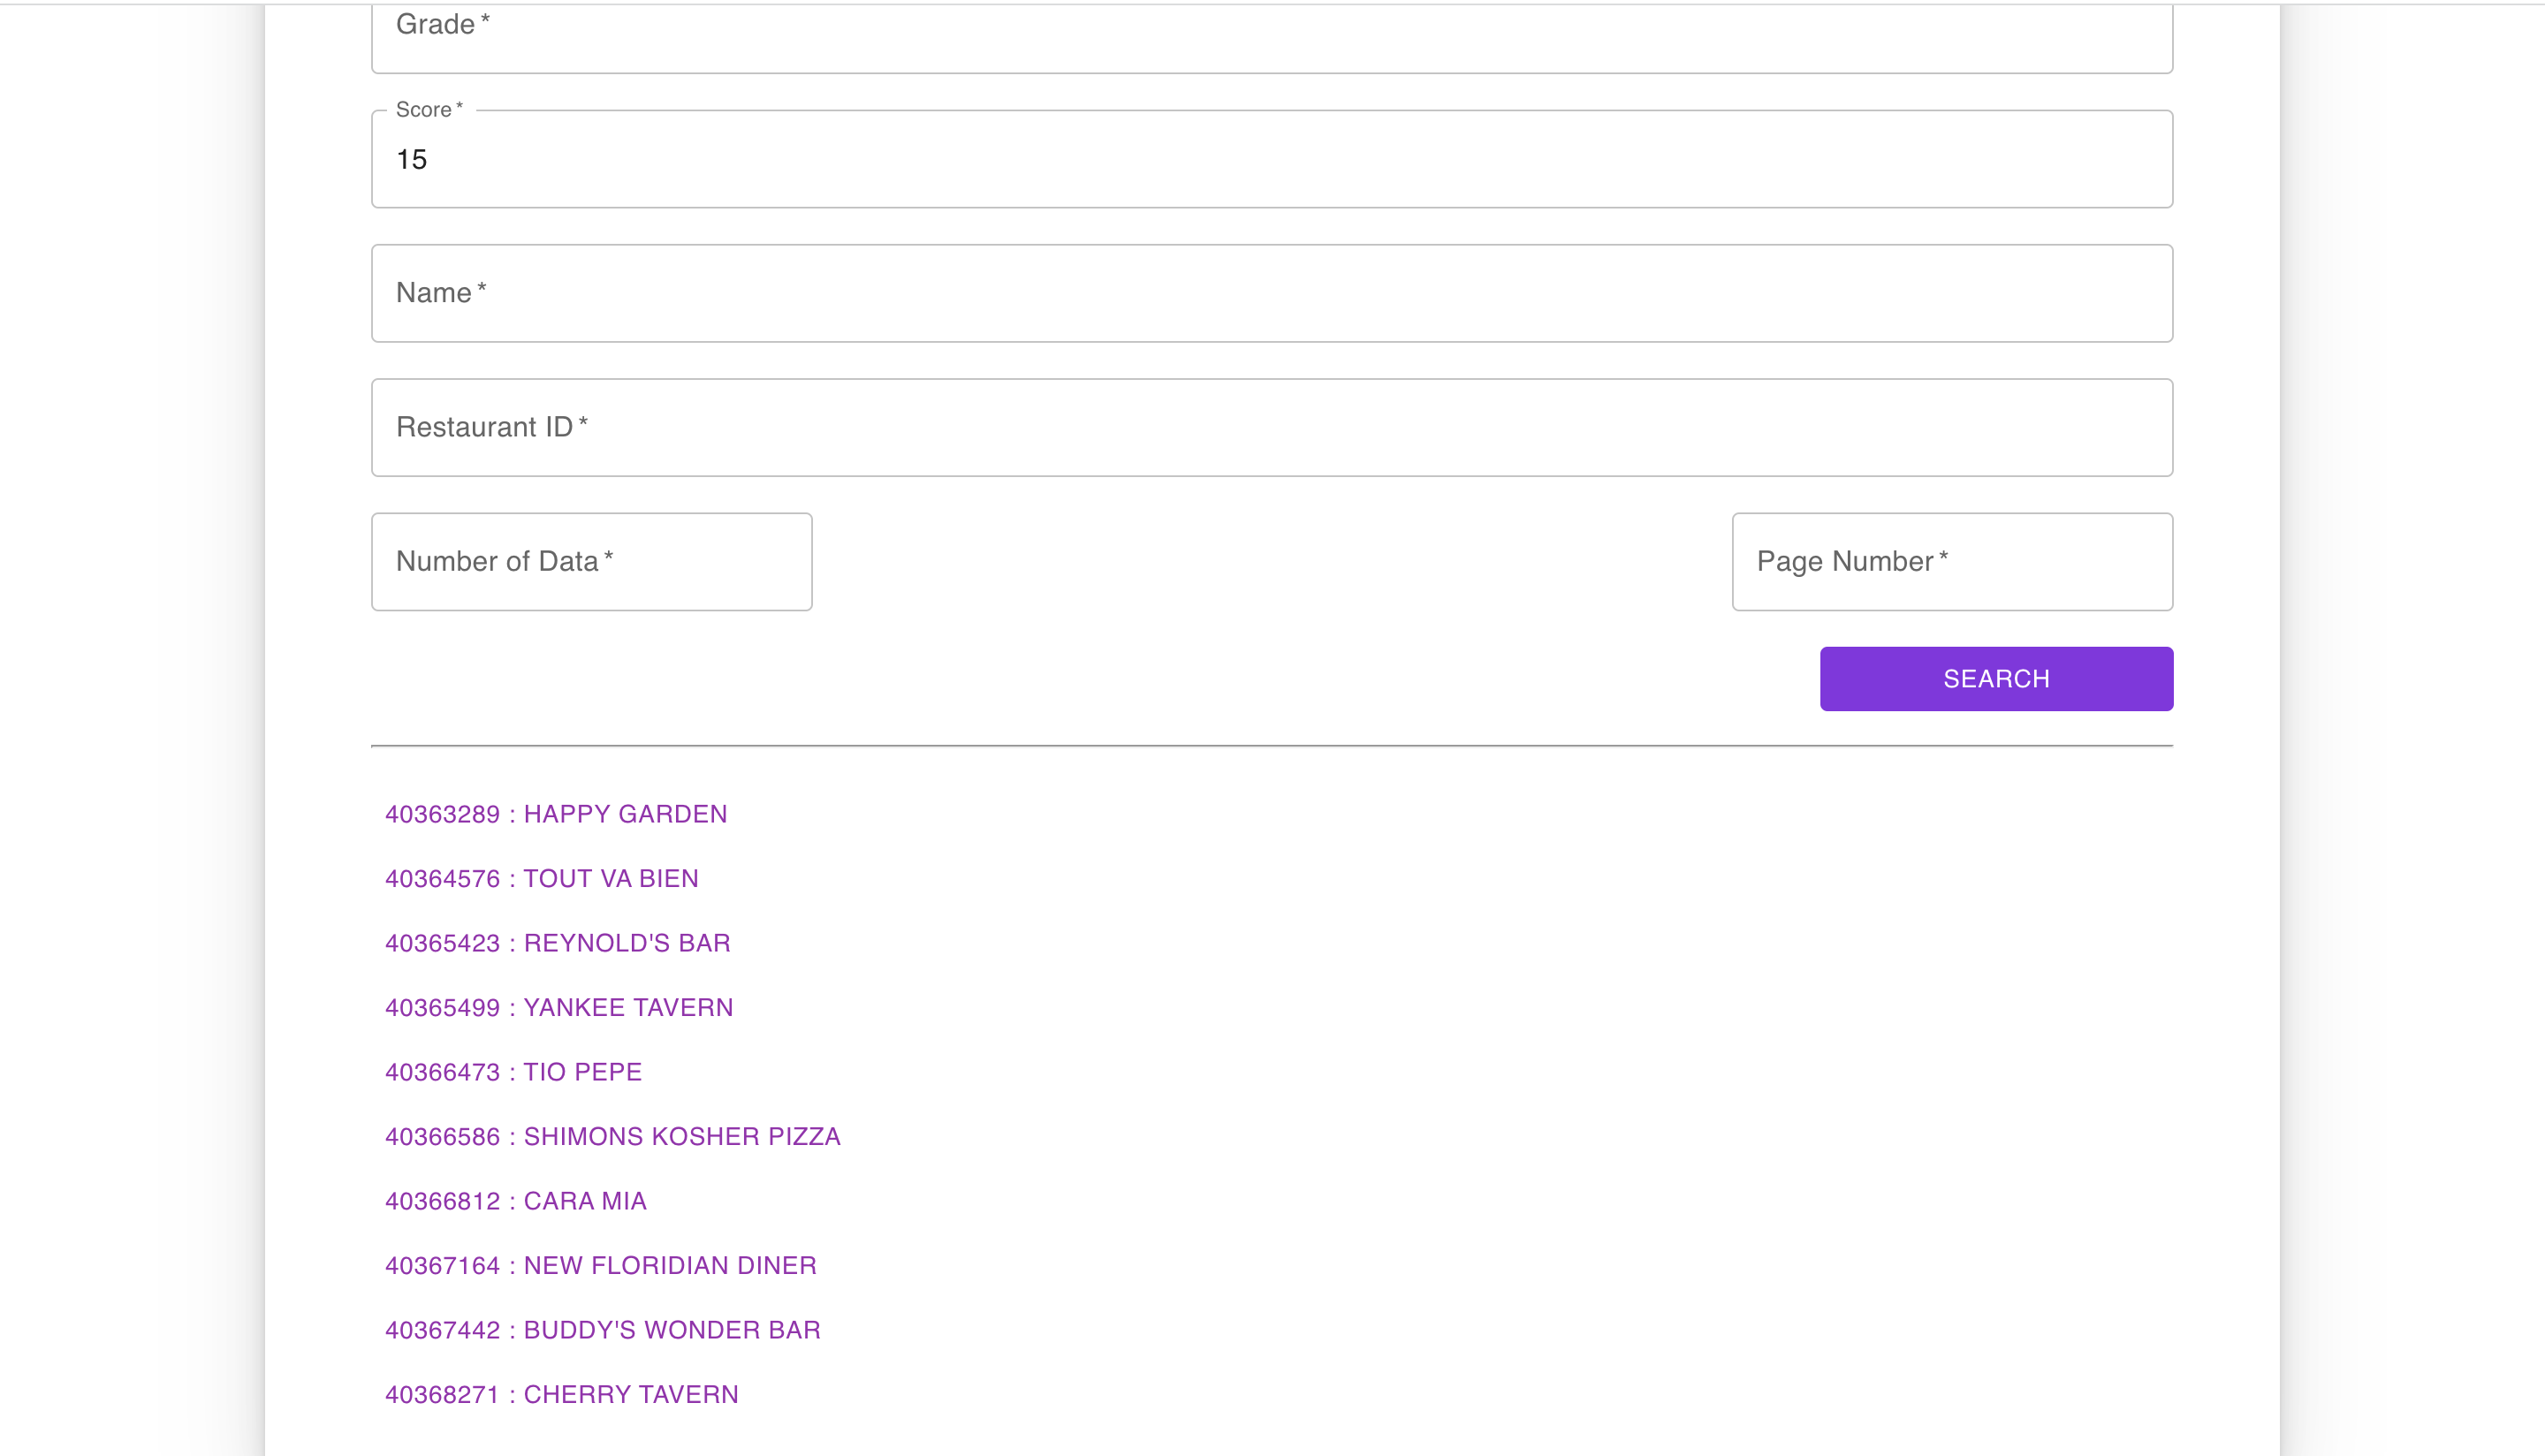 Grade *
Score *
15
Name *
Restaurant ID *
Number of Data * Page Number *
SEARCH
40363289 : HAPPY GARDEN
40364576 : TOUT VA BIEN
40365423 : REYNOLD'S BAR
40365499 : YANKEE TAVERN
40366473 : TIO PEPE
40366586 : SHIMONS KOSHER PIZZA
40366812 : CARA MIA
40367164 : NEW FLORIDIAN DINER
40367442 : BUDDY'S WONDER BAR
40368271 : CHERRY TAVERN